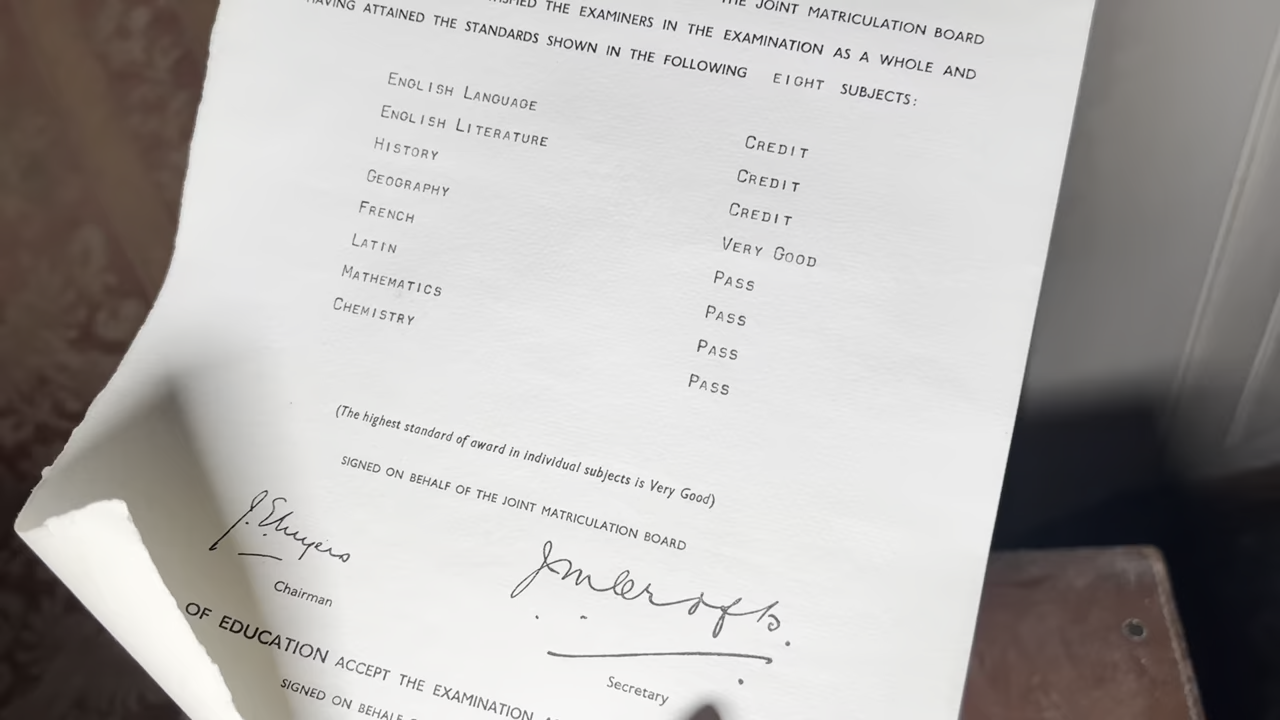 THE JOINT MATRICULATION BOARD
THE EXAMINERS IN THE EXAMINATION AS A WHOLE AND
HAVING ATTAINED THE STANDARDS SHOWN IN THE FOLLOWING EIGHT SUBJECTS:
ENGLISH LANGUAGE CREDIT
ENGLISH LITERATURE CREDIT
HISTORY CREDIT
GEOGRAPHY VERY GOOD
FRENCH PASS
LATIN PASS
MATHEMATICS PASS
CHEMISTRY PASS
(The highest standard of award in individual subjects is Very Good)
SIGNED ON BEHALF OF THE JOINT MATRICULATION BOARD
Chairman
Secretary
OF EDUCATION ACCEPT THE EXAMINATION
SIGNED ON BEHALF